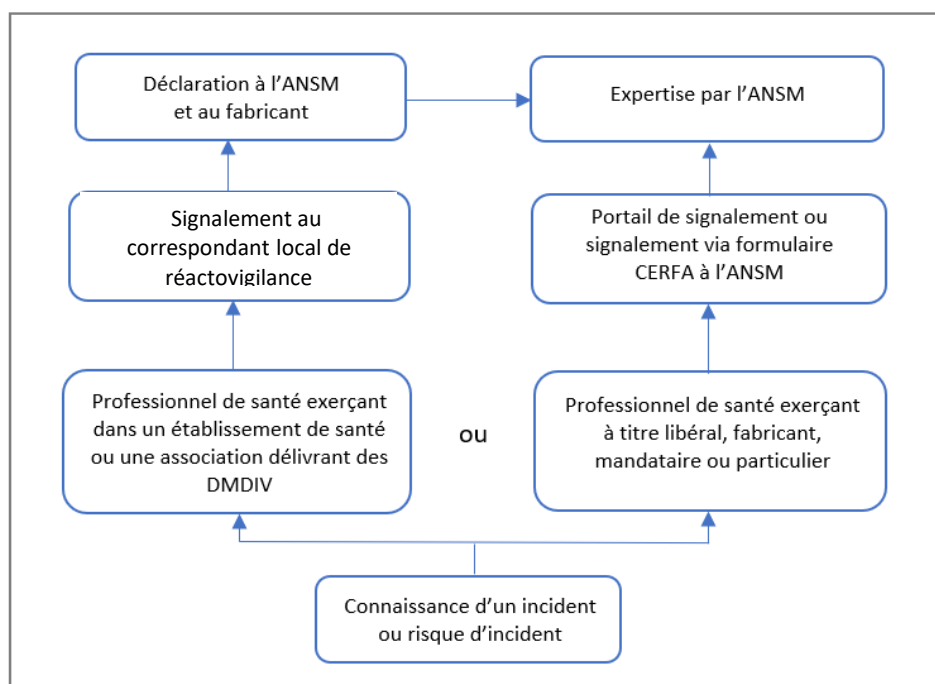 Déclaration à l’ANSM
et au fabricant
Expertise par l’ANSM
Signalement au
correspondant local de
réactovigilance
Portail de signalement ou
signalement via formulaire
CERFA à l’ANSM
Professionnel de santé exerçant
dans un établissement de santé
ou une association délivrant des
DMDIV
ou
Professionnel de santé exerçant
à titre libéral, fabricant,
mandataire ou particulier
Connaissance d’un incident
ou risque d’incident